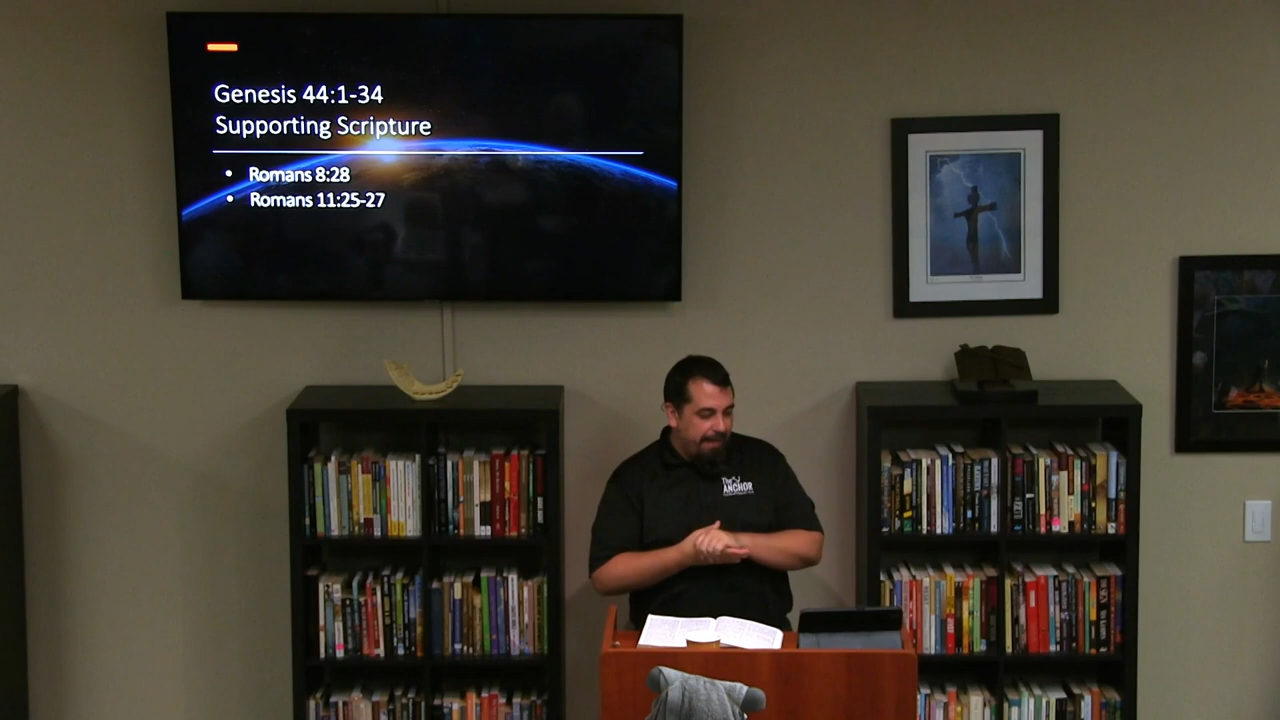 Genesis 44:1-34
Supporting Scripture
• Romans 8:28
• Romans 11:25-27
The
ANCHOR